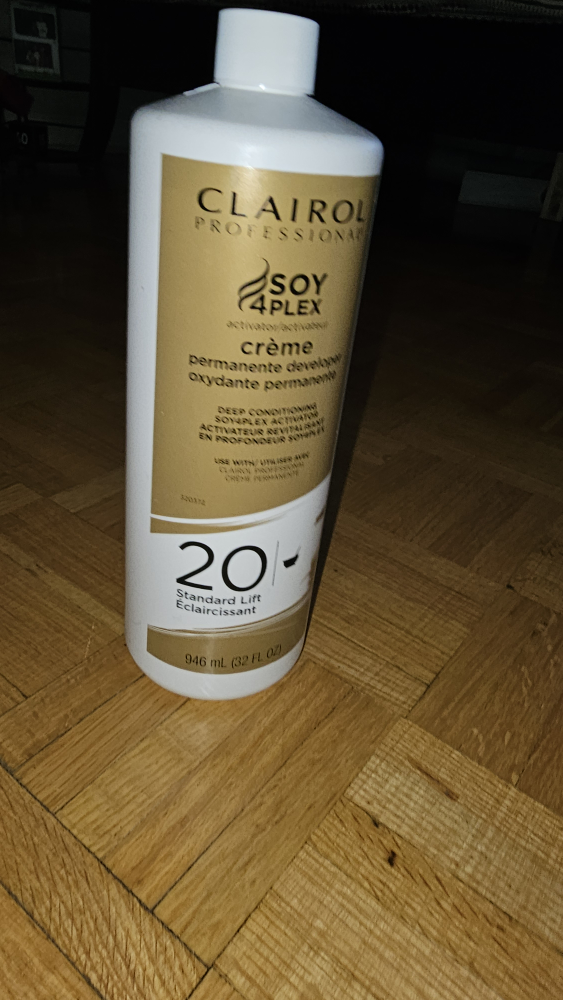 CLAIROL
PROFESSIONAL
SOY
4PLEX
activator/activateur
crème
permanente developer
oxydante permanente
DEEP CONDITIONING
SOY4PLEX ACTIVATOR
ACTIVATEUR REVITALISANT
EN PROFONDEUR SOY4PLEX
USE WITH/ UTILISER AVEC
CLAIROL PROFESSIONAL
CRÈME PERMANENTE
20
Standard Lift
Éclaircissant
946 mL (32 FL OZ)